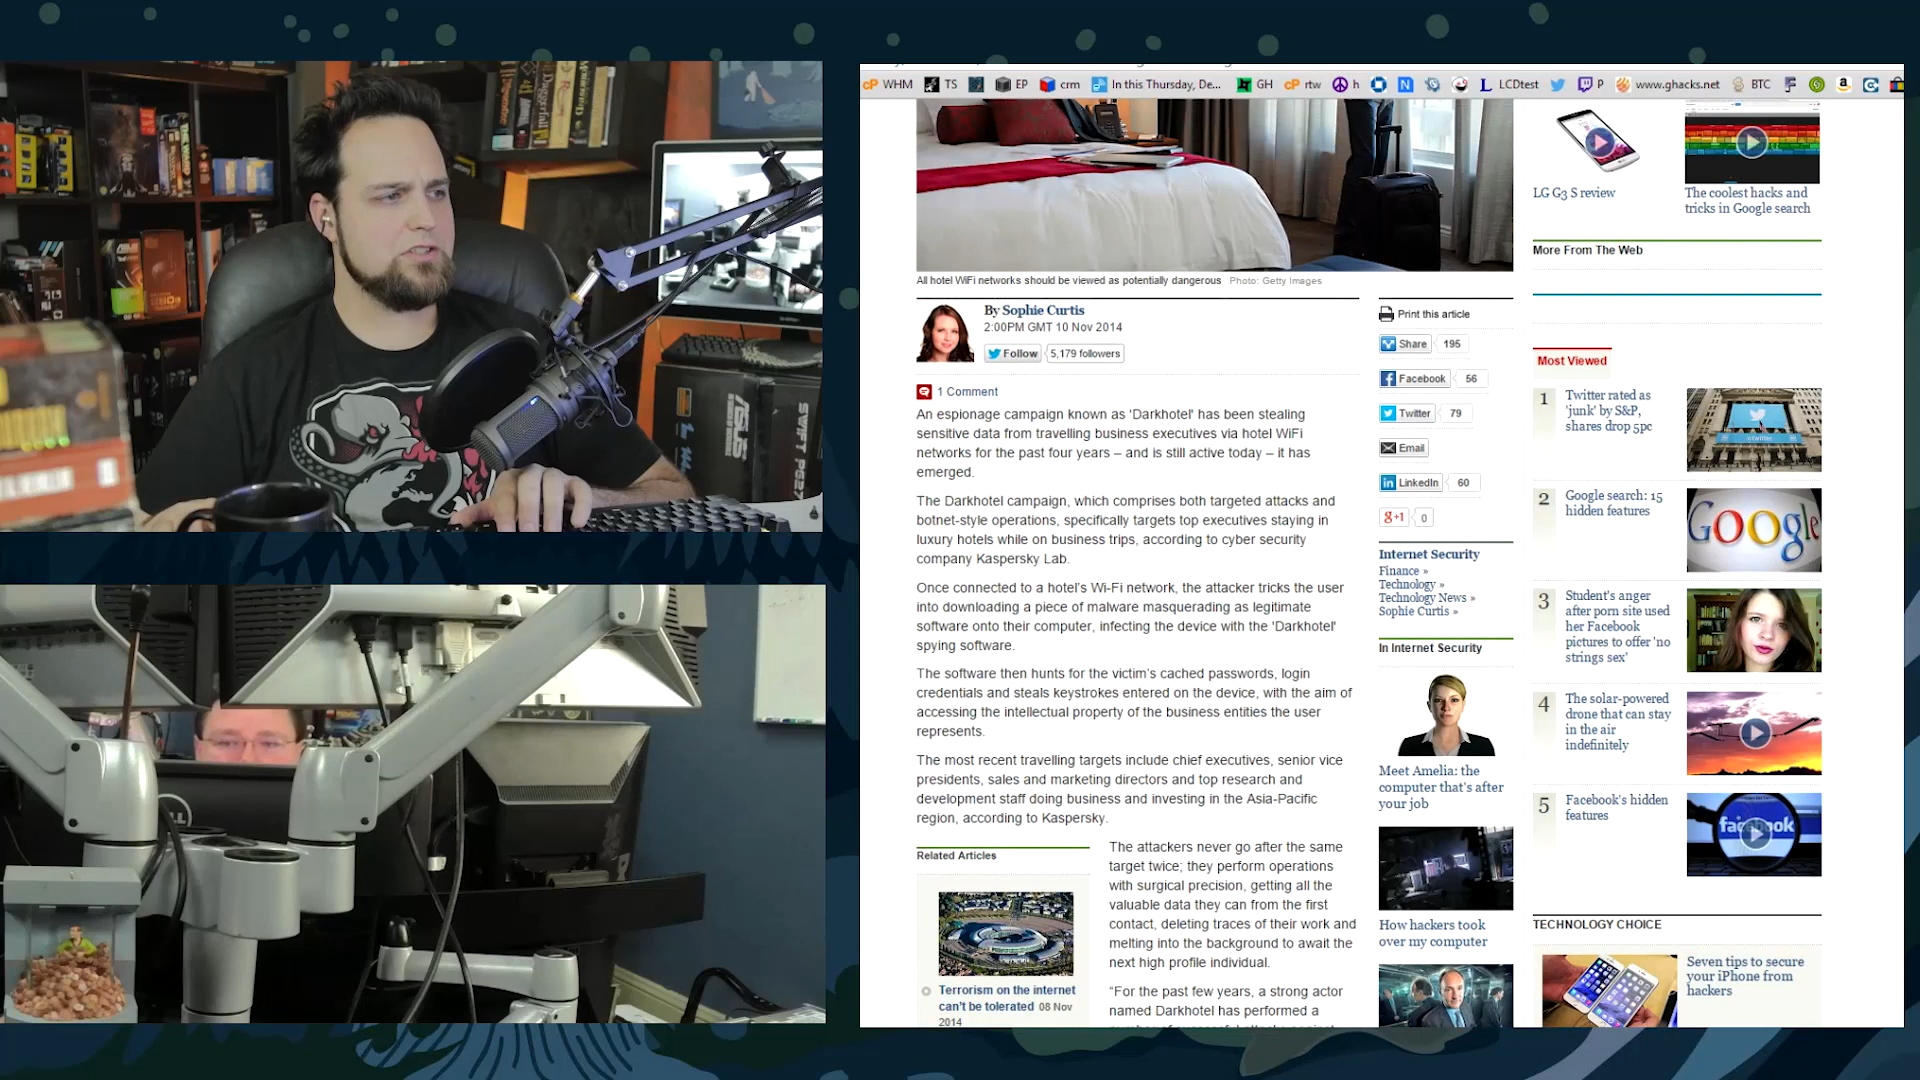 WHM
TS
EP
crm
In this Thursday, De...
GH
rtw
h
LCDtest
P
www.ghacks.net
BTC
All hotel WiFi networks should be viewed as potentially dangerous Photo: Getty Images
By Sophie Curtis
2:00PM GMT 10 Nov 2014
Follow 5,179 followers
1 Comment
An espionage campaign known as 'Darkhotel' has been stealing
sensitive data from travelling business executives via hotel WiFi
networks for the past four years – and is still active today – it has
emerged.
The Darkhotel campaign, which comprises both targeted attacks and
botnet-style operations, specifically targets top executives staying in
luxury hotels while on business trips, according to cyber security
company Kaspersky Lab.
Once connected to a hotel's Wi-Fi network, the attacker tricks the user
into downloading a piece of malware masquerading as legitimate
software onto their computer, infecting the device with the 'Darkhotel'
spying software.
The software then hunts for the victim's cached passwords, login
credentials and steals keystrokes entered on the device, with the aim of
accessing the intellectual property of the business entities the user
represents.
The most recent travelling targets include chief executives, senior vice
presidents, sales and marketing directors and top research and
development staff doing business and investing in the Asia-Pacific
region, according to Kaspersky.
Related Articles
Terrorism on the internet
can't be tolerated 08 Nov
2014
The attackers never go after the same
target twice; they perform operations
with surgical precision, getting all the
valuable data they can from the first
contact, deleting traces of their work and
melting into the background to await the
next high profile individual.
“For the past few years, a strong actor
named Darkhotel has performed a
Print this article
Share 195
Facebook 56
Twitter 79
Email
LinkedIn 60
g+1 0
Internet Security
Finance »
Technology »
Technology News »
Sophie Curtis »
In Internet Security
Meet Amelia: the
computer that's after
your job
How hackers took
over my computer
LG G3 S review
The coolest hacks and
tricks in Google search
More From The Web
Most Viewed
1
Twitter rated as
'junk' by S&P,
shares drop 5pc
2
Google search: 15
hidden features
Google
3
Student's anger
after porn site used
her Facebook
pictures to offer 'no
strings sex'
4
The solar-powered
drone that can stay
in the air
indefinitely
5
Facebook's hidden
features
facebook
TECHNOLOGY CHOICE
Seven tips to secure
your iPhone from
hackers
Daggerfall
ASUS
SWIFT PG27